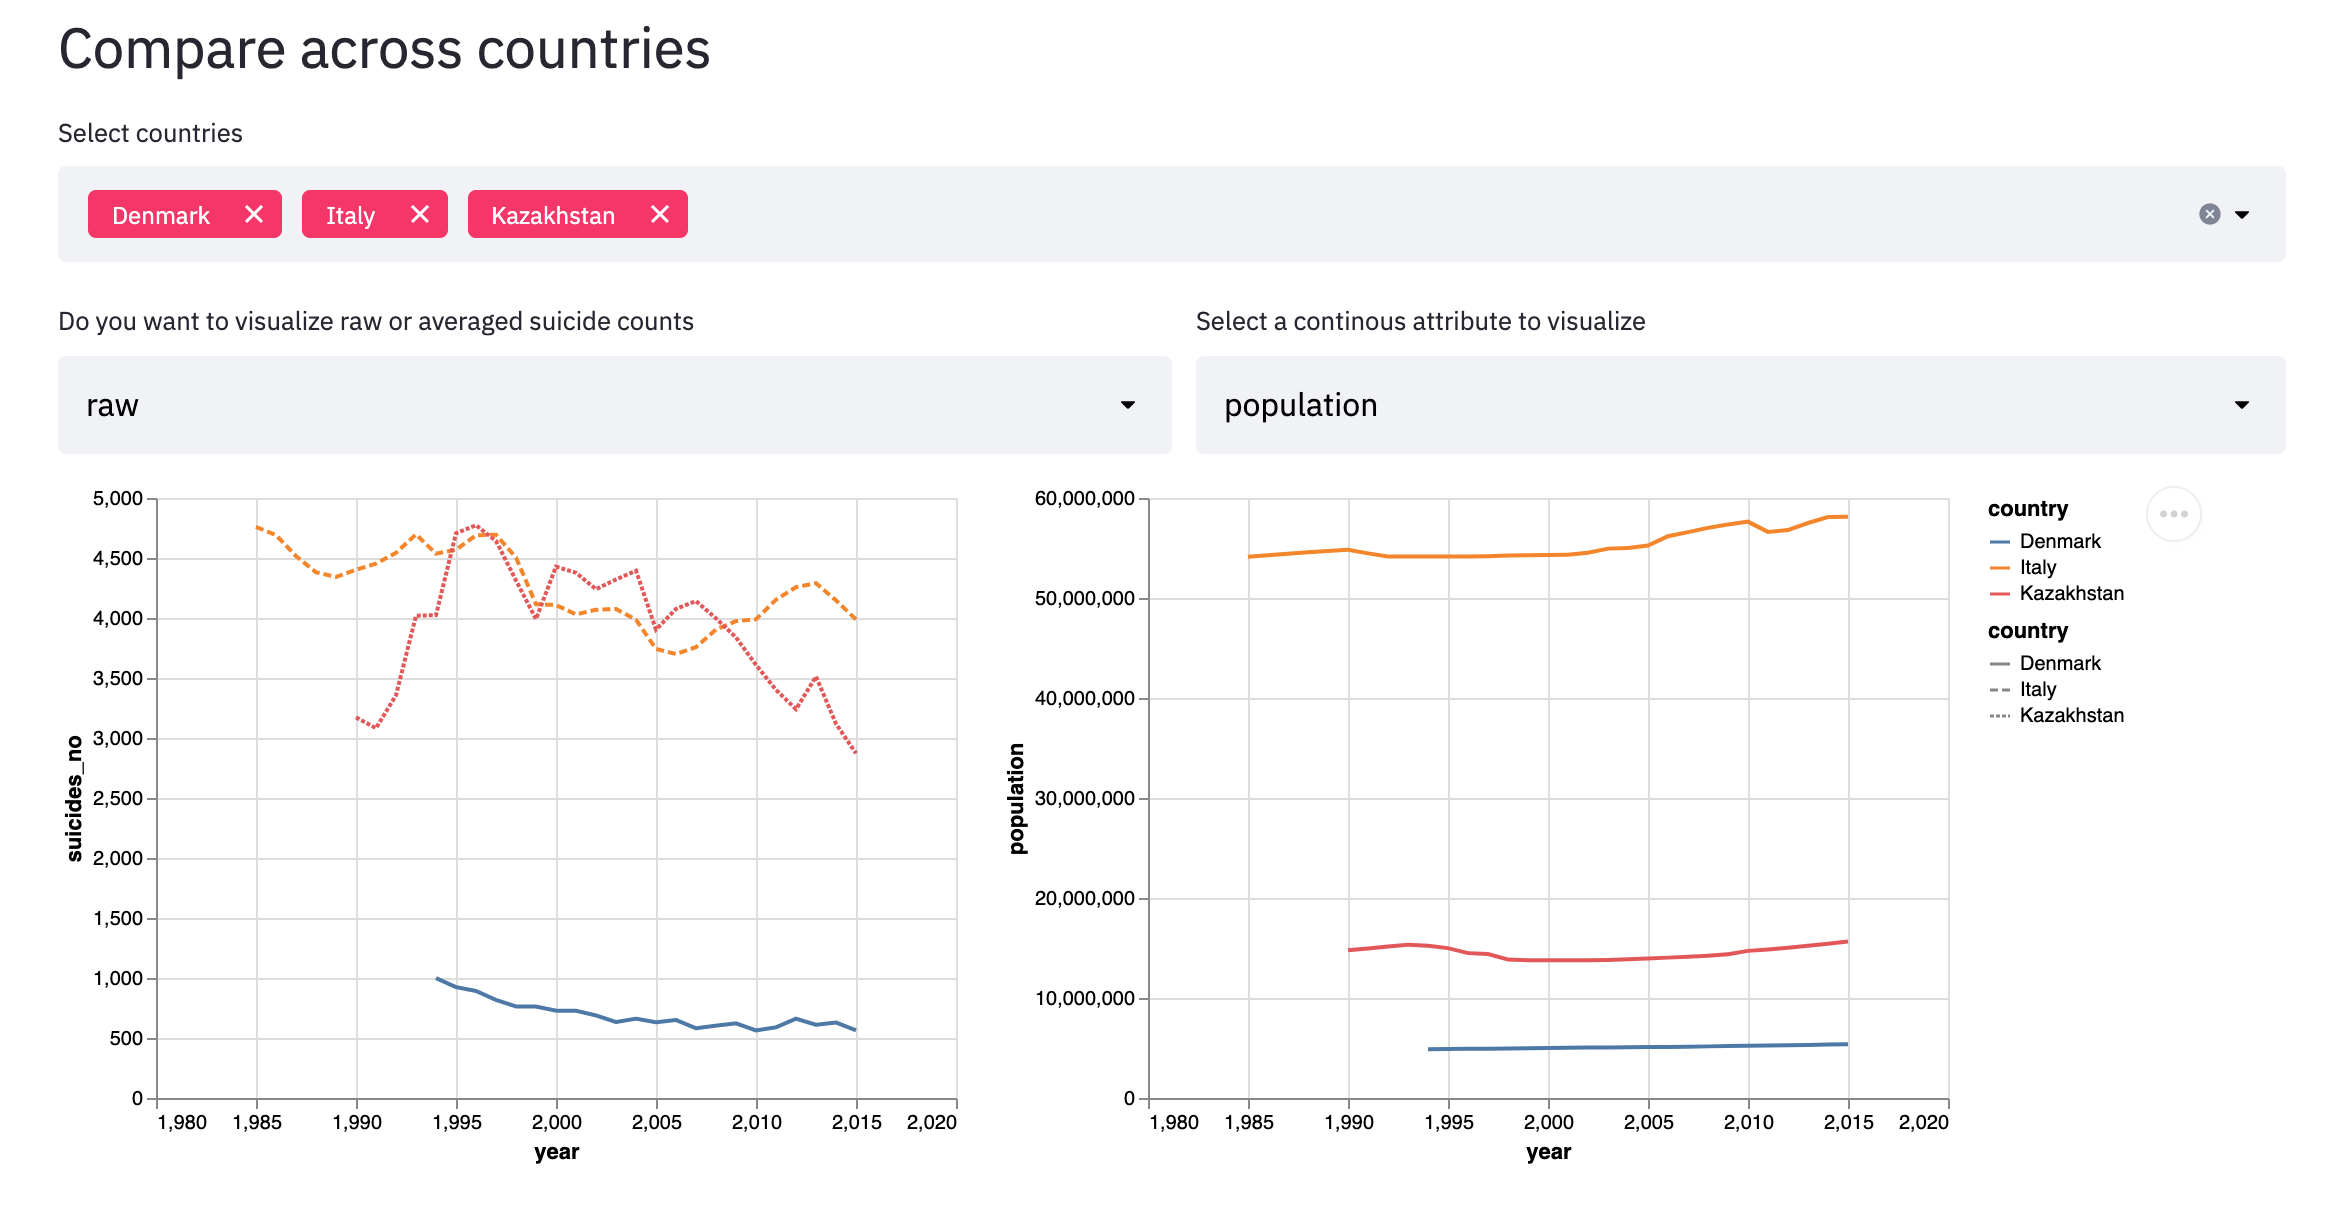 Compare across countries
Select countries
Denmark
Italy
Kazakhstan
Do you want to visualize raw or averaged suicide counts
raw
Select a continous attribute to visualize
population
5,000
4,500
4,000
3,500
3,000
2,500
2,000
1,500
1,000
500
0
suicides_no
1,980 1,985 1,990 1,995 2,000 2,005 2,010 2,015 2,020
year
60,000,000
50,000,000
40,000,000
30,000,000
20,000,000
10,000,000
0
population
1,980 1,985 1,990 1,995 2,000 2,005 2,010 2,015 2,020
year
country
Denmark
Italy
Kazakhstan
country
Denmark
Italy
Kazakhstan